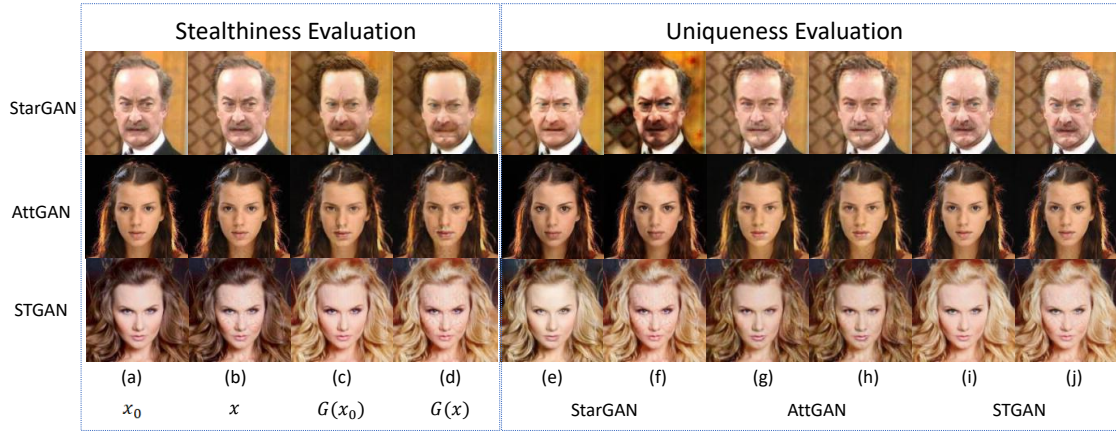 Stealthiness Evaluation
Uniqueness Evaluation
StarGAN
AttGAN
STGAN
(a) (b) (c) (d) (e) (f) (g) (h) (i) (j)
x₀ x G(x₀) G(x) StarGAN AttGAN STGAN